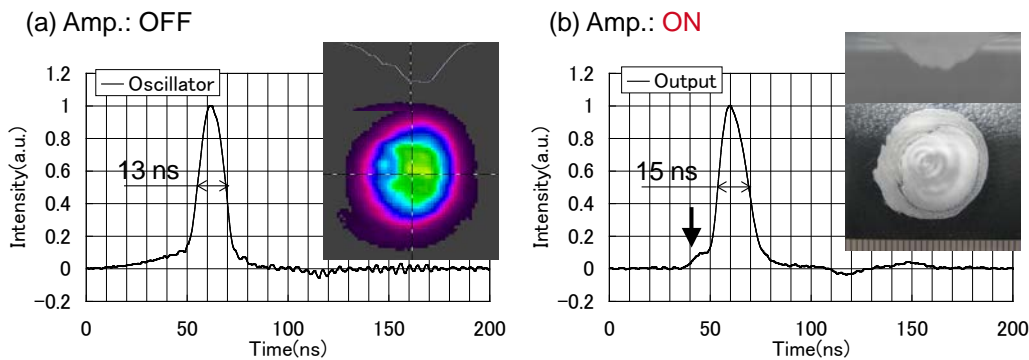 (a) Amp.: OFF
Oscillator
13 ns
Intensity(a.u.)
1.2
1
0.8
0.6
0.4
0.2
0
−0.2
0
50
100
150
200
Time(ns)
(b) Amp.: ON
Output
15 ns
Intensity(a.u.)
1.2
1
0.8
0.6
0.4
0.2
0
−0.2
0
50
100
150
200
Time(ns)